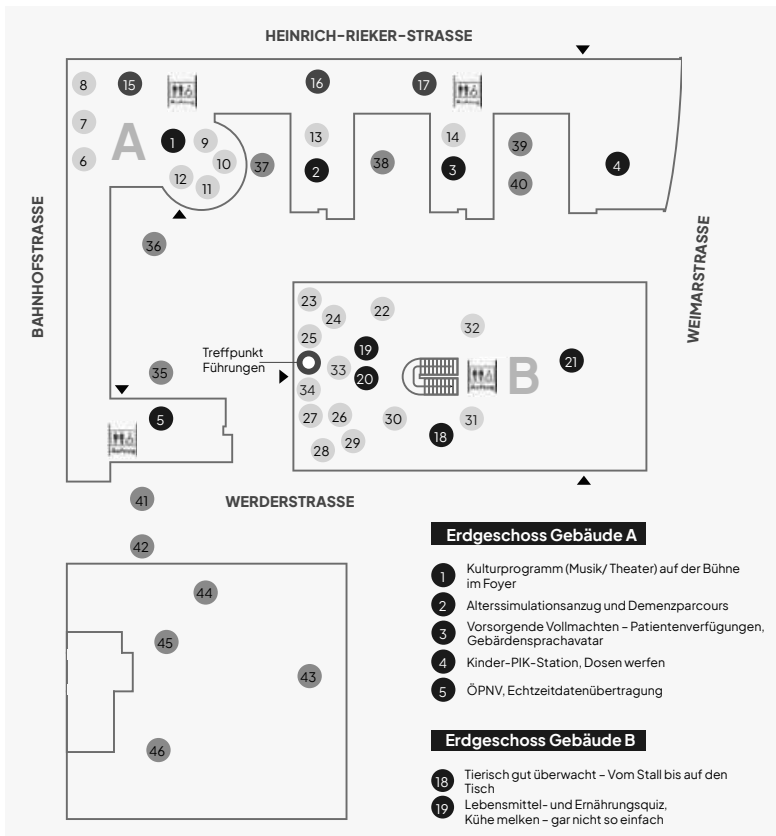 HEINRICH-RIEKER-STRASSE
8
15
16
17
7
A
1
9
13
14
39
6
10
37
2
38
3
4
12
11
40
36
BAHNHOFSTRASSE
WEIMARSTRASSE
23
24
22
25
32
19
Treffpunkt
Führungen
33
20
B
21
35
34
5
27
26
30
31
18
29
28
41
WERDERSTRASSE
42
44
45
43
46
Erdgeschoss Gebäude A
1 Kulturprogramm (Musik/ Theater) auf der Bühne
im Foyer
2 Alterssimulationsanzug und Demenzparcours
3 Vorsorgende Vollmachten – Patientenverfügungen,
Gebärdensprachavatar
4 Kinder-PIK-Station, Dosen werfen
5 ÖPNV, Echtzeitdatenübertragung
Erdgeschoss Gebäude B
18 Tierisch gut überwacht – Vom Stall bis auf den
Tisch
19 Lebensmittel- und Ernährungsquiz,
Kühe melken – gar nicht so einfach